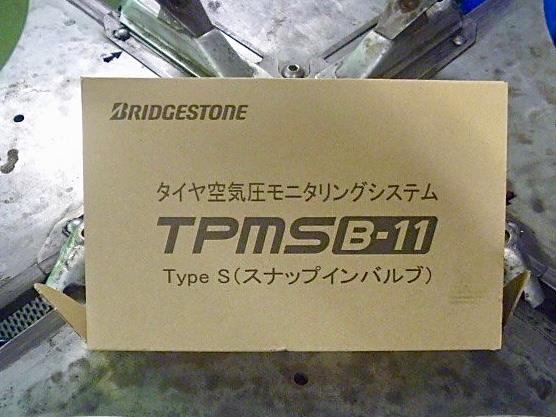 BRIDGESTONE
タイヤ空気圧モニタリングシステム
TPMS B-11
Type S(スナップインバルブ)